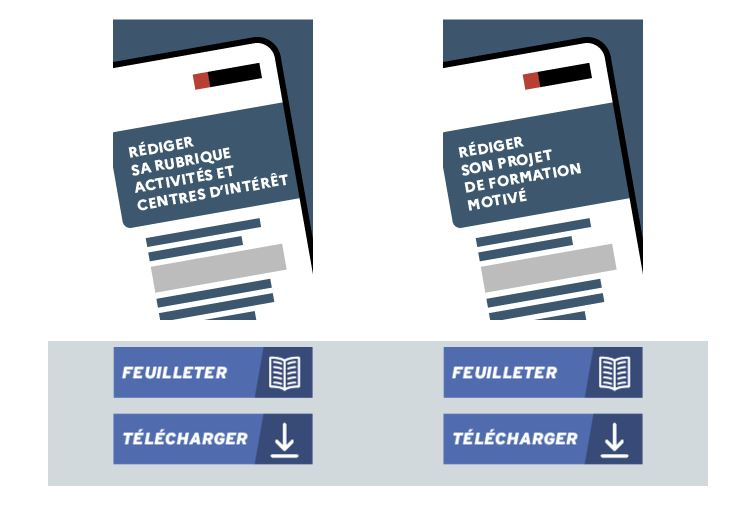 RÉDIGER
SA RUBRIQUE
ACTIVITÉS ET
CENTRES D'INTÉRÊT
RÉDIGER
SON PROJET
DE FORMATION
MOTIVÉ
FEUILLETER
FEUILLETER
TÉLÉCHARGER
TÉLÉCHARGER